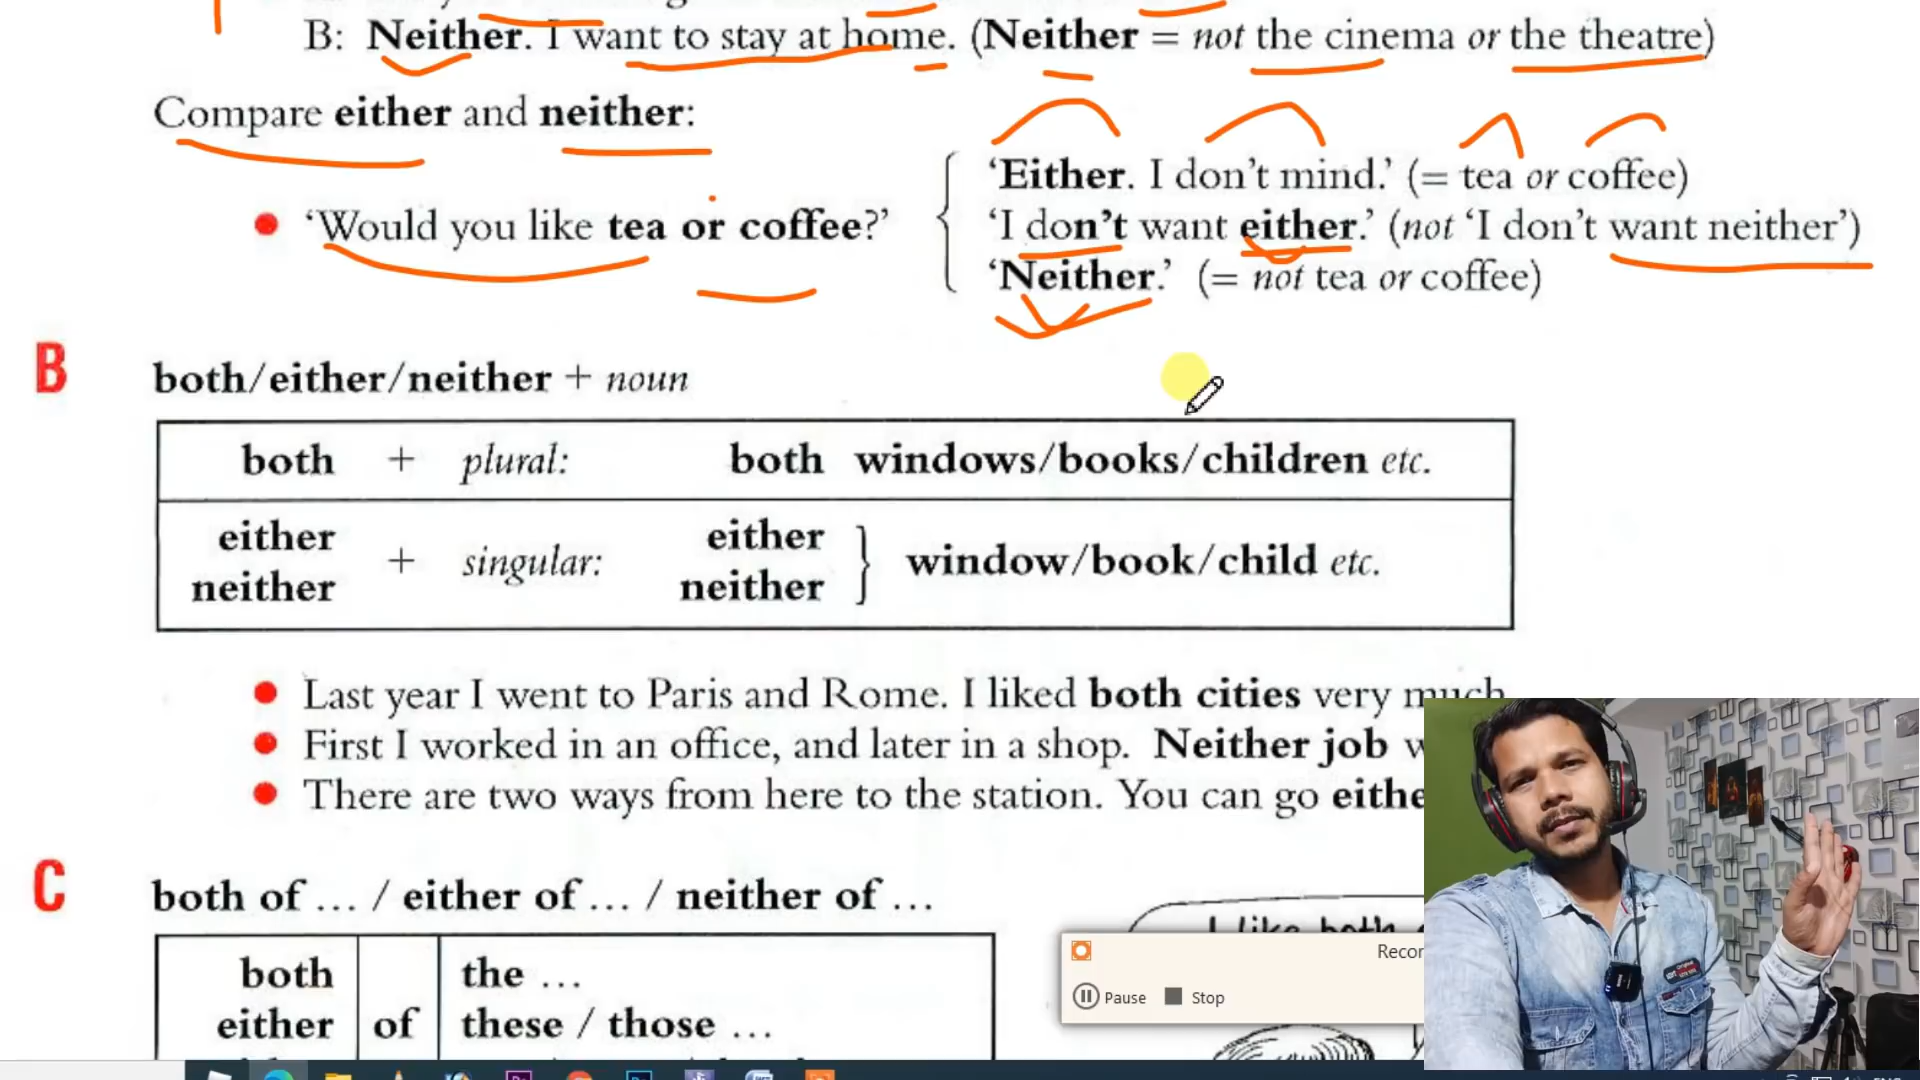 B: Neither. I want to stay at home. (Neither = not the cinema or the theatre)
Compare either and neither:
'Would you like tea or coffee?'
'Either. I don't mind.' (= tea or coffee)
'I don't want either.' (not 'I don't want neither')
'Neither.' (= not tea or coffee)
B both/either/neither + noun
both + plural: both windows/books/children etc.
either
neither + singular: either
neither window/book/child etc.
Last year I went to Paris and Rome. I liked both cities very much
First I worked in an office, and later in a shop. Neither job
There are two ways from here to the station. You can go
C both of ... / either of ... / neither of ...
both
either of the ...
these / those ...
I like both
Pause Stop